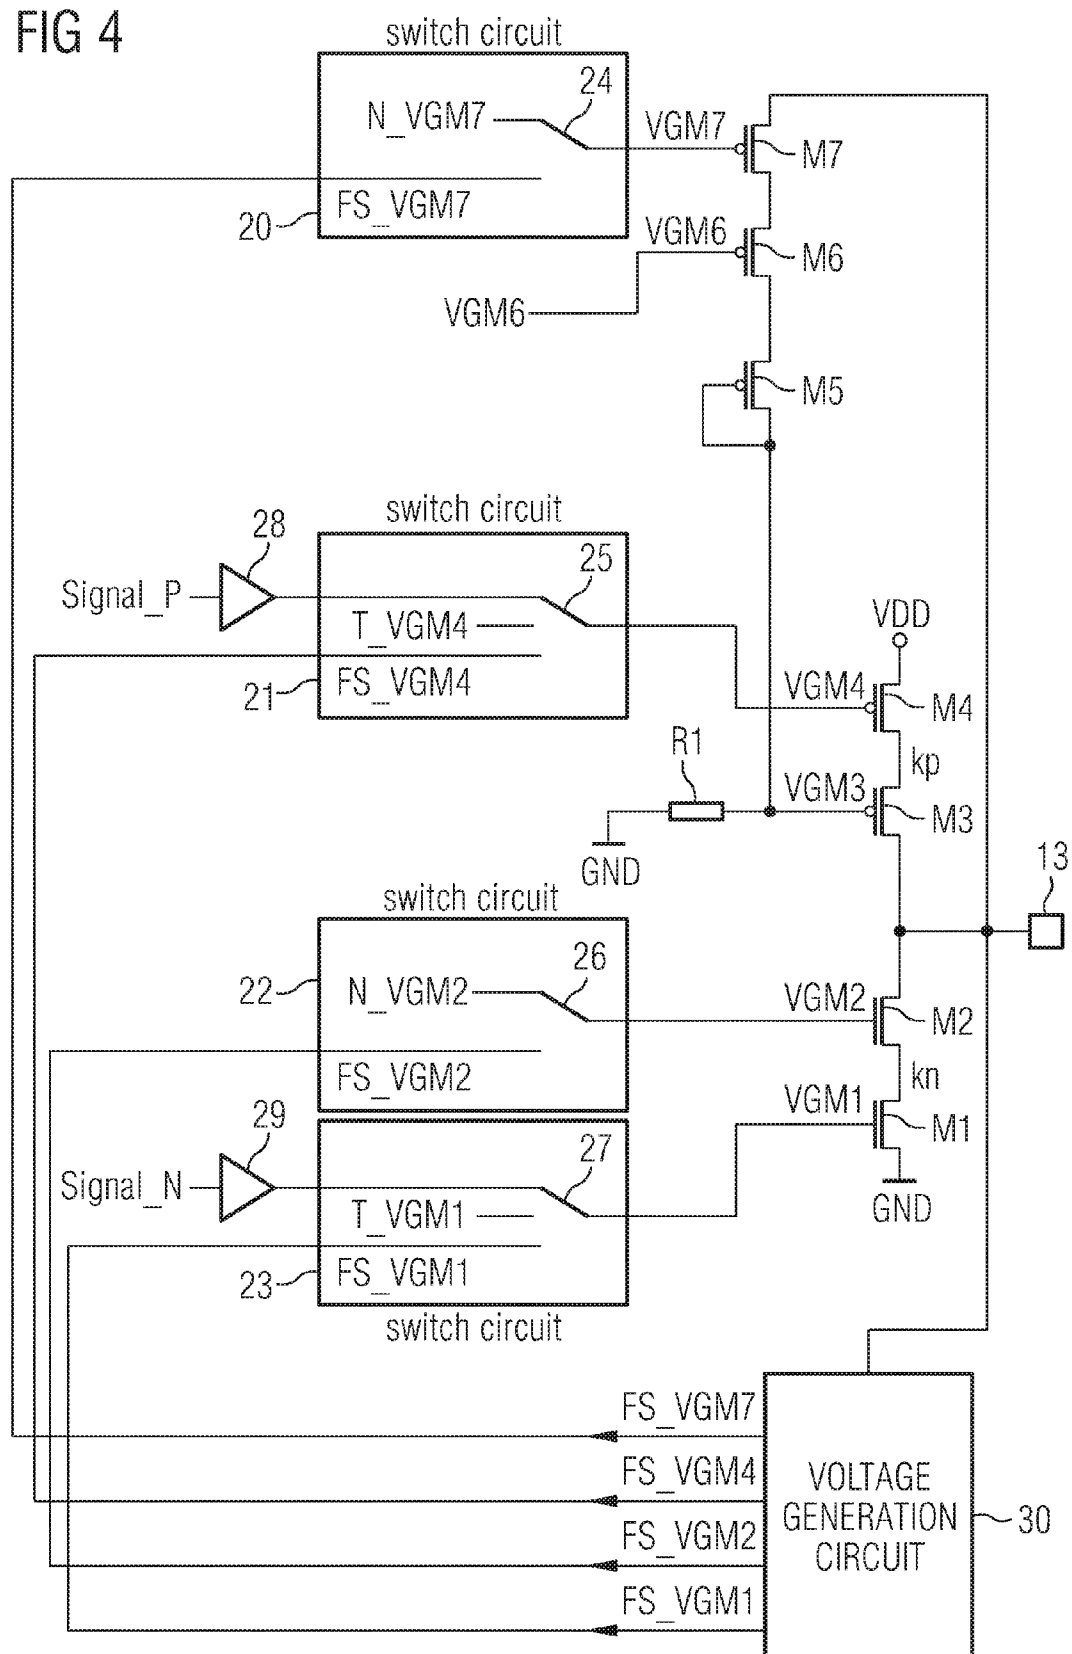 FIG 4
switch circuit
24
N_VGM7
VGM7
M7
FS_VGM7
20
VGM6
M6
VGM6
M5
switch circuit
28
25
Signal_P
T_VGM4
VDD
21
FS_VGM4
VGM4
M4
R1
kp
VGM3
M3
GND
13
switch circuit
22
N_VGM2
26
VGM2
M2
FS_VGM2
kn
VGM1
M1
29
27
Signal_N
T_VGM1
GND
23
FS_VGM1
switch circuit
FS_VGM7
FS_VGM4
FS_VGM2
FS_VGM1
VOLTAGE
GENERATION
CIRCUIT
30